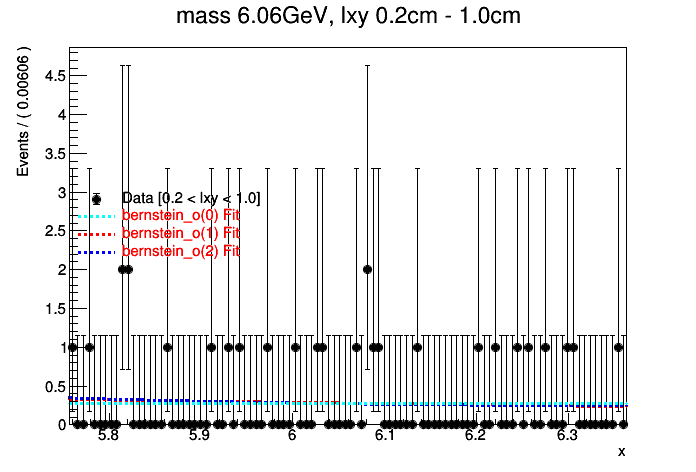 mass 6.06GeV, lxy 0.2cm - 1.0cm
Events / ( 0.00606 )
4.5
4
3.5
3
2.5
2
1.5
1
0.5
0
Data [0.2 < lxy < 1.0]
bernstein_o(0) Fit
bernstein_o(1) Fit
bernstein_o(2) Fit
5.8 5.9 6 6.1 6.2 6.3
x